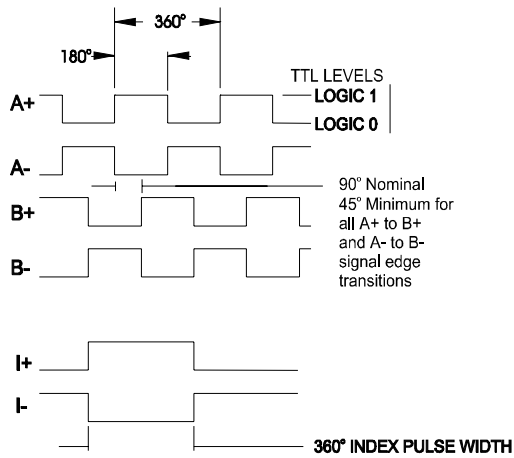 360°
180°
TTL LEVELS
A+
LOGIC 1
LOGIC 0
A-
90° Nominal
45° Minimum for
all A+ to B+
and A- to B-
signal edge
transitions
B+
B-
I+
I-
360° INDEX PULSE WIDTH